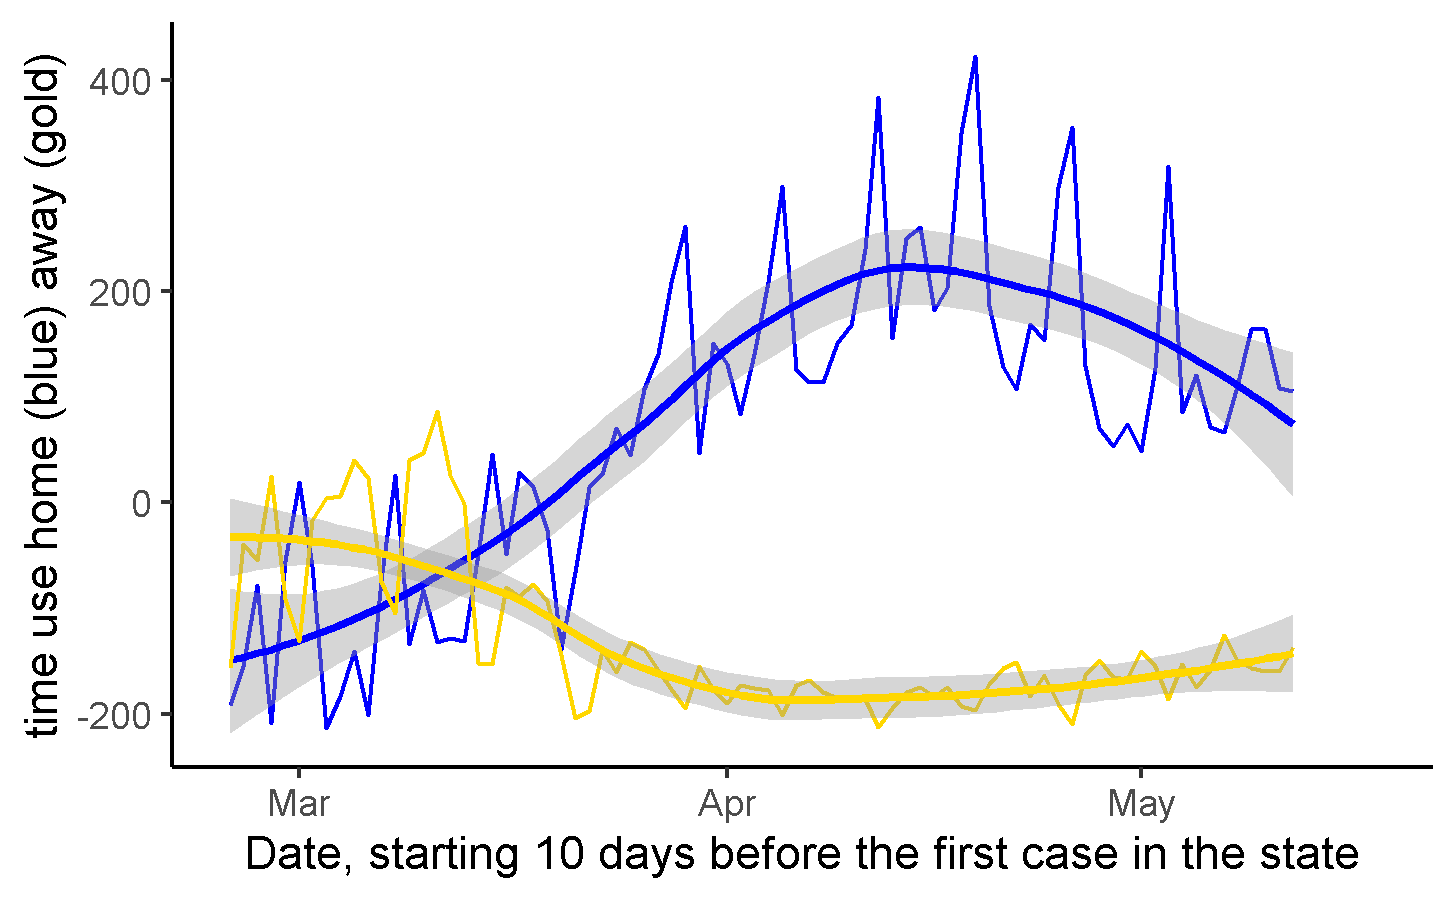 time use home (blue) away (gold)
400
200
0
-200
Mar
Apr
May
Date, starting 10 days before the first case in the state